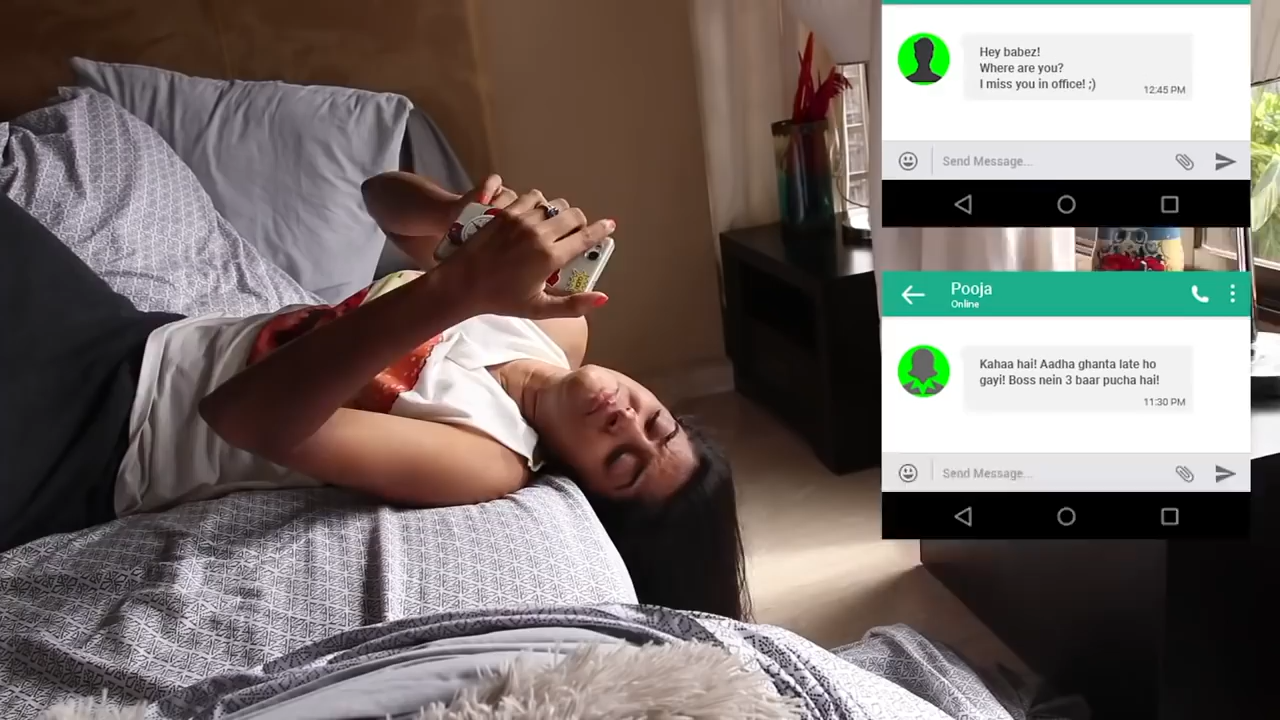 Hey babez!
Where are you?
I miss you in office! ;)
12:45 PM
Send Message...
Pooja
Online
Kahaa hai! Aadha ghanta late ho
gayi! Boss nein 3 baar pucha hai!
11:30 PM
Send Message...